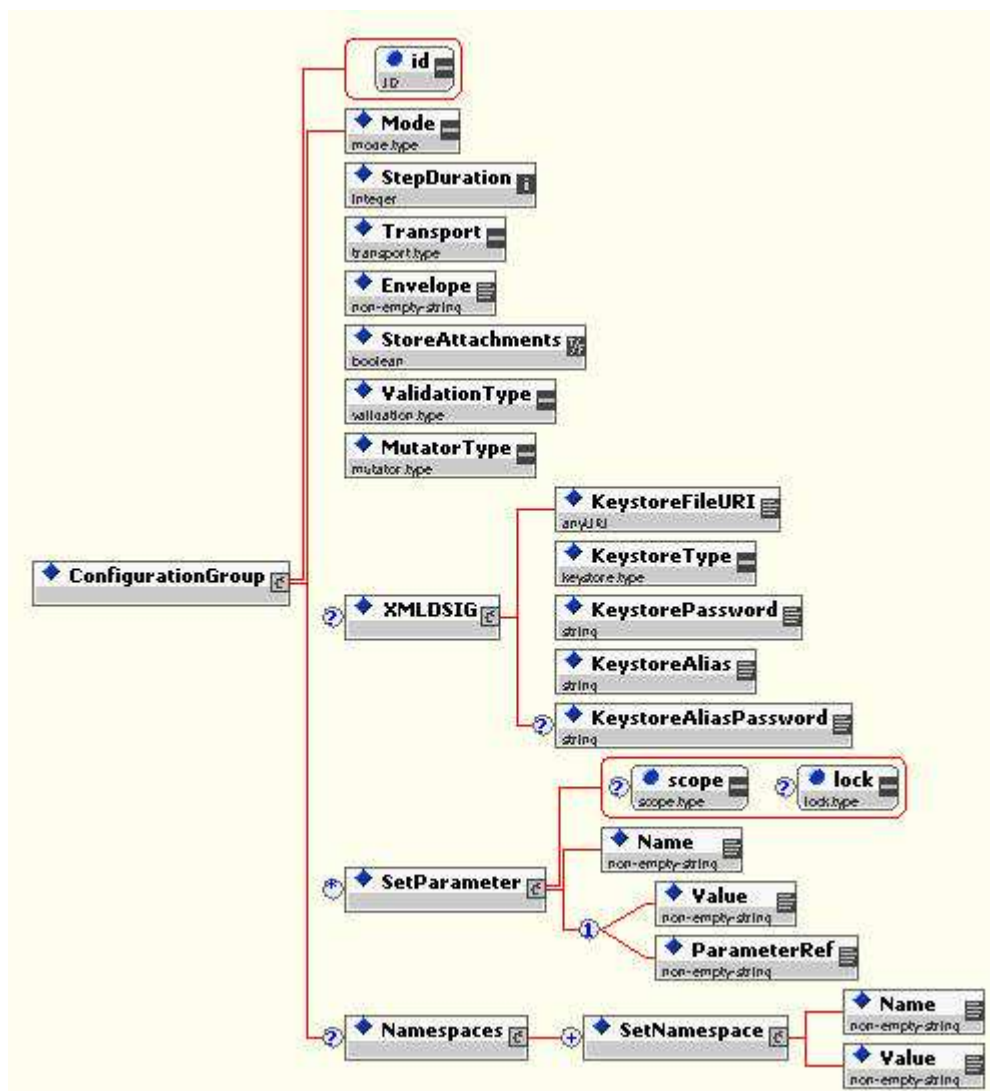 id
ID
Mode
mode.type
StepDuration
integer
Transport
transport.type
Envelope
non-empty-string
StoreAttachments
T/F
boolean
ValidationType
validation.type
MutatorType
mutator.type
KeystoreFileURI
anyURI
ConfigurationGroup
KeystoreType
keystore.type
? XMLDSIG
KeystorePassword
string
KeystoreAlias
string
? KeystoreAliasPassword
string
? scope ? lock
scope.type lock.type
Name
non-empty-string
* SetParameter
Value
non-empty-string
1
ParameterRef
non-empty-string
Name
non-empty-string
? Namespaces + SetNamespace
Value
non-empty-string